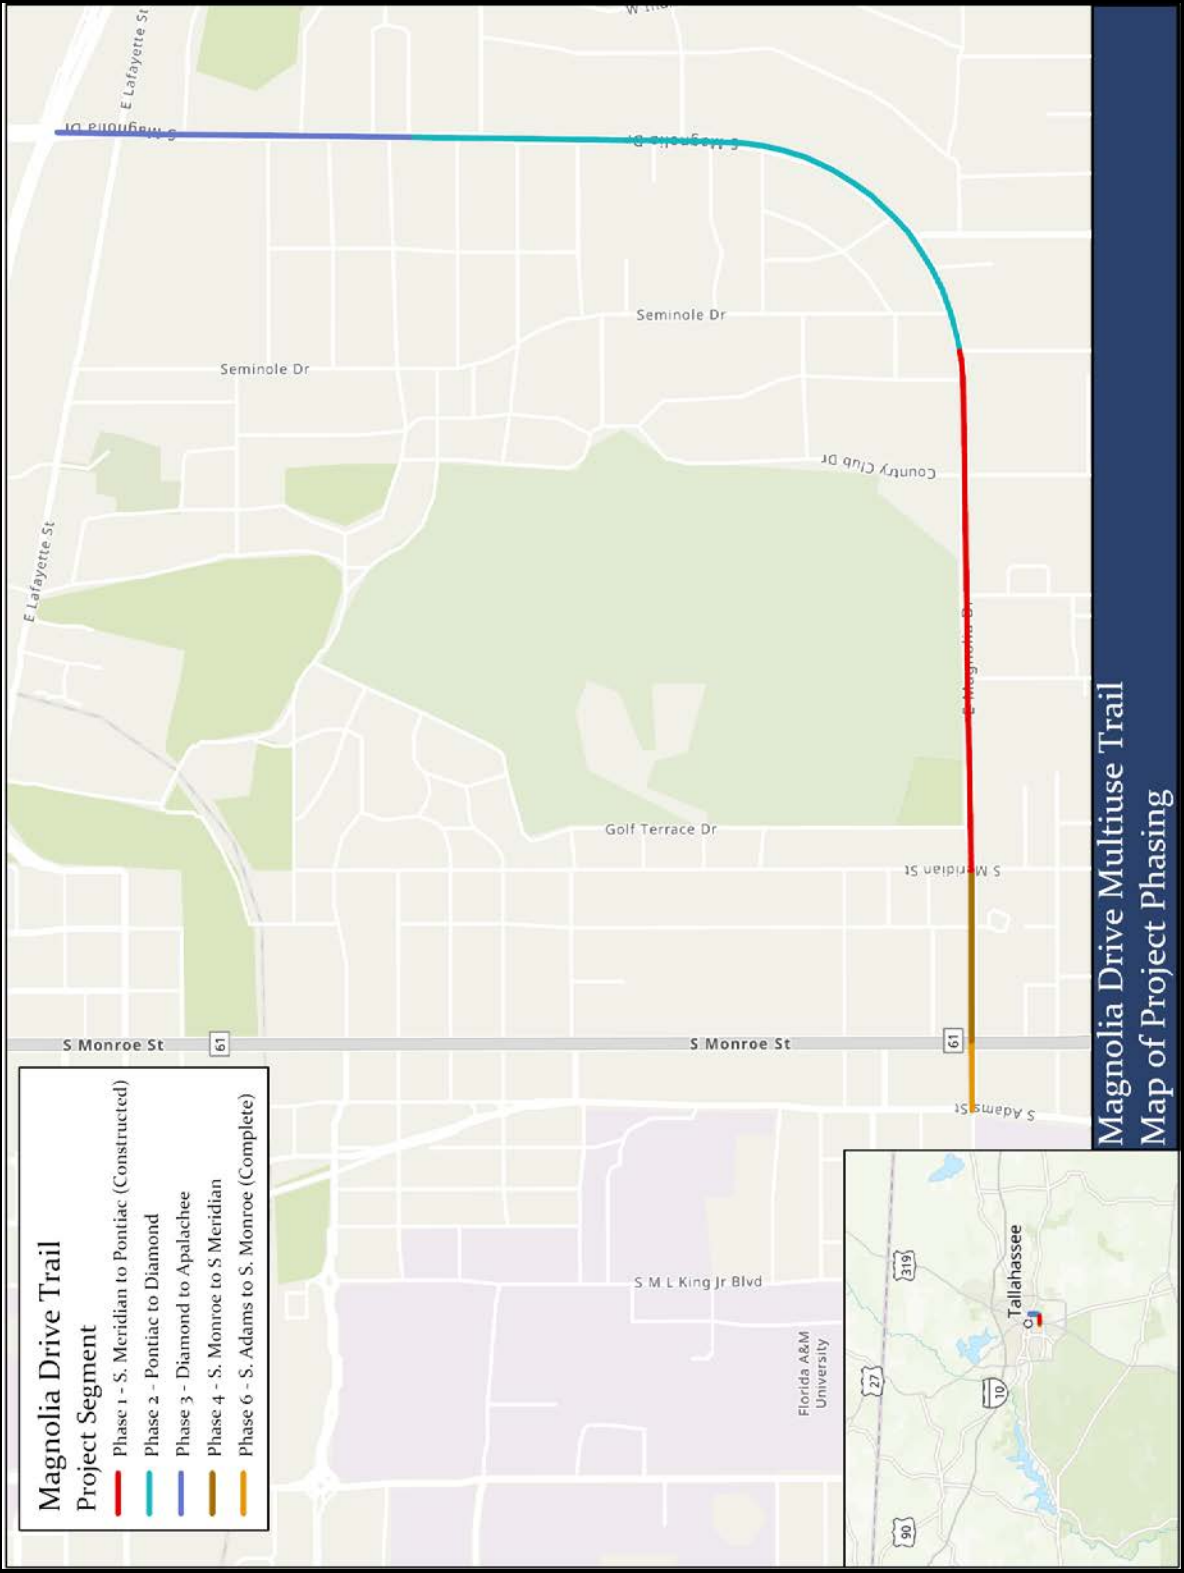 Magnolia Drive Multiuse Trail
Map of Project Phasing
Magnolia Drive Trail
Project Segment
Phase 1 - S. Meridian to Pontiac (Constructed)
Phase 2 - Pontiac to Diamond
Phase 3 - Diamond to Apalachee
Phase 4 - S. Monroe to S Meridian
Phase 6 - S. Adams to S. Monroe (Complete)
E Lafayette St
S Magnolia Dr
S Magnolia Dr
Seminole Dr
Seminole Dr
E Lafayette St
Country Club Dr
E Magnolia Dr
Golf Terrace Dr
S Meridian St
S Monroe St
61
S Monroe St
61
S Adams St
S M L King Jr Blvd
Florida A&M
University
319
Tallahassee
27
10
90